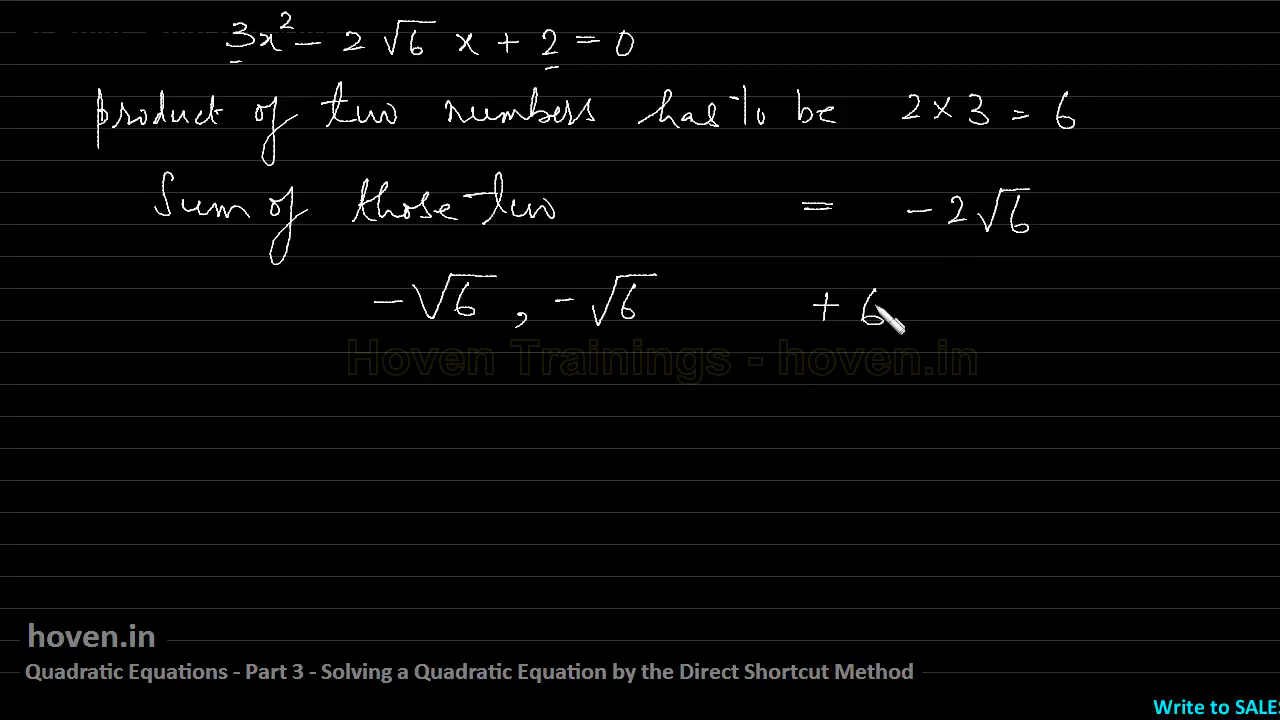 3x² - 2√6 x + 2 = 0
product of two numbers has to be 2 × 3 = 6
Sum of those two = -2√6
-√6, -√6 + 6
Hoven Trainings - hoven.in
hoven.in
Quadratic Equations - Part 3 - Solving a Quadratic Equation by the Direct Shortcut Method
Write to SALE